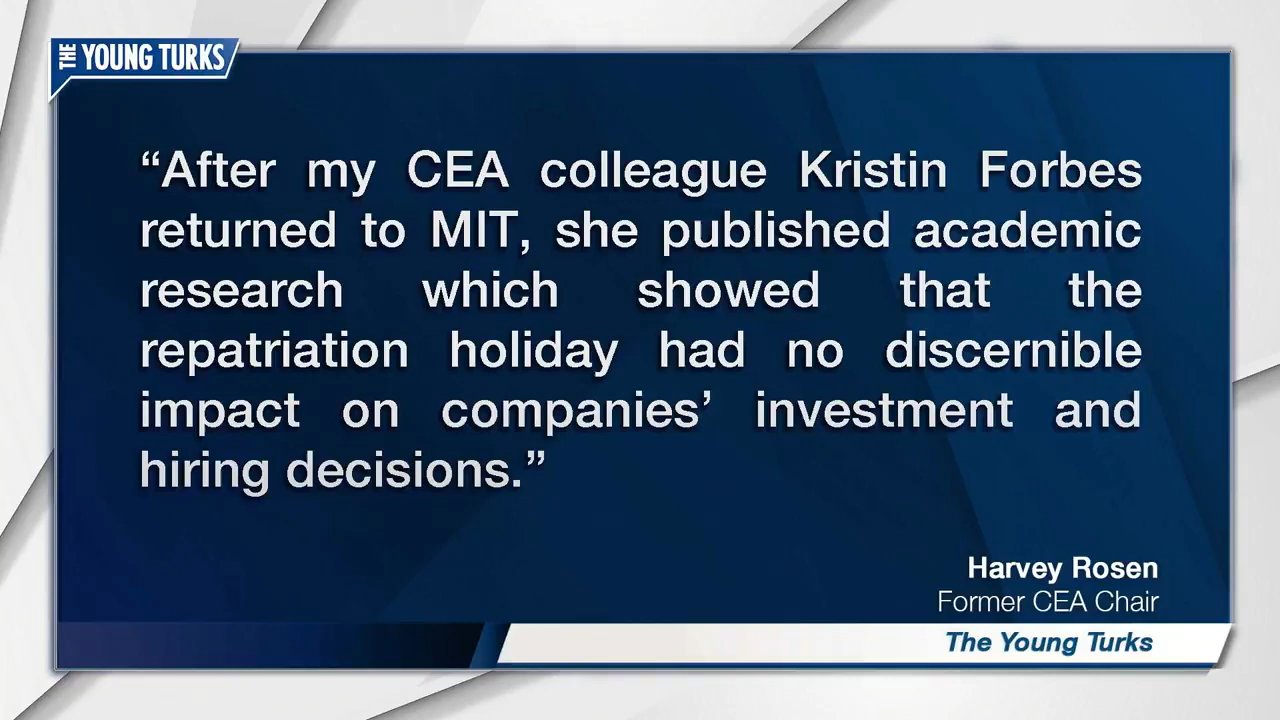 THE YOUNG TURKS
“After my CEA colleague Kristin Forbes
returned to MIT, she published academic
research which showed that the
repatriation holiday had no discernible
impact on companies’ investment and
hiring decisions.”
Harvey Rosen
Former CEA Chair
The Young Turks